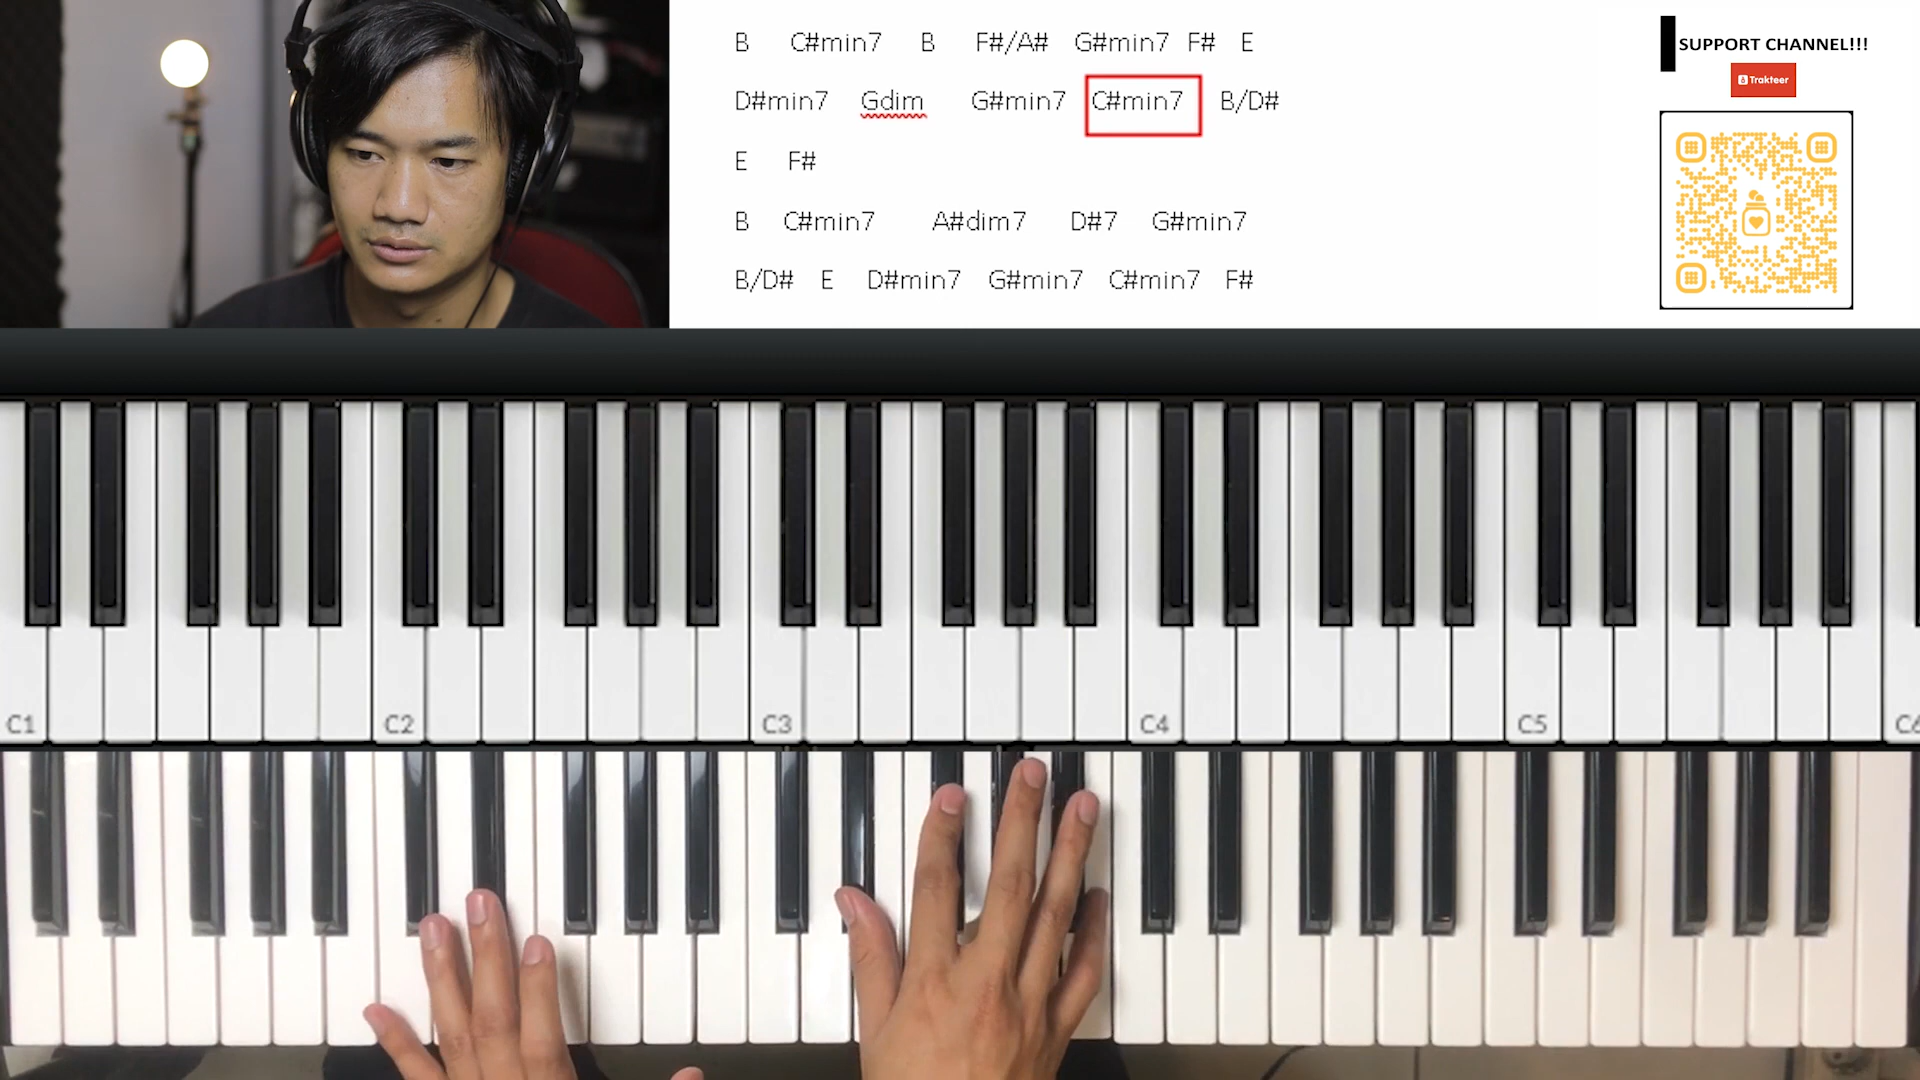 B C#min7 B F#/A# G#min7 F# E
D#min7 Gdim G#min7 C#min7 B/D#
E F#
B C#min7 A#dim7 D#7 G#min7
B/D# E D#min7 G#min7 C#min7 F#
SUPPORT CHANNEL!!!
Trakteer
C1 C2 C3 C4 C5 C6